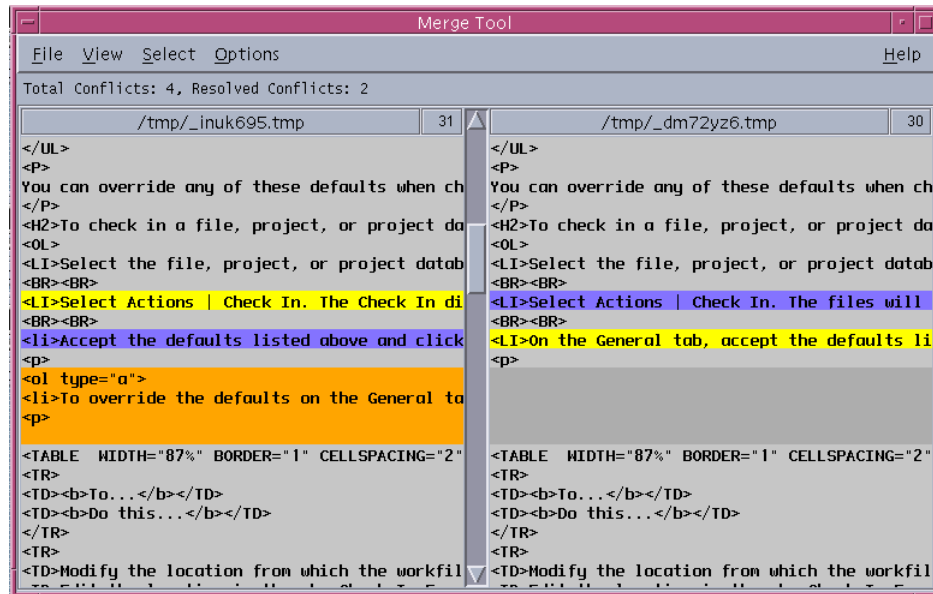 Merge Tool
File View Select Options Help
Total Conflicts: 4, Resolved Conflicts: 2
/tmp/_inuk695.tmp 31
</UL>
<P>
You can override any of these defaults when ch
</P>
<H2>To check in a file, project, or project da
<OL>
<LI>Select the file, project, or project datab
<BR><BR>
<LI>Select Actions | Check In. The Check In di
<BR><BR>
<li>Accept the defaults listed above and click
<p>
<ol type="a">
<li>To override the defaults on the General ta
<p>
<TABLE  WIDTH="87%" BORDER="1" CELLSPACING="2"
<TR>
<TD><b>To...</b></TD>
<TD><b>Do this...</b></TD>
</TR>
<TR>
<TD>Modify the location from which the workfil
/tmp/_dm72yz6.tmp 30
</UL>
<P>
You can override any of these defaults when ch
</P>
<H2>To check in a file, project, or project da
<OL>
<LI>Select the file, project, or project datab
<BR><BR>
<LI>Select Actions | Check In. The files will
<BR><BR>
<LI>On the General tab, accept the defaults li
<p>
<TABLE  WIDTH="87%" BORDER="1" CELLSPACING="2"
<TR>
<TD><b>To...</b></TD>
<TD><b>Do this...</b></TD>
</TR>
<TR>
<TD>Modify the location from which the workfil